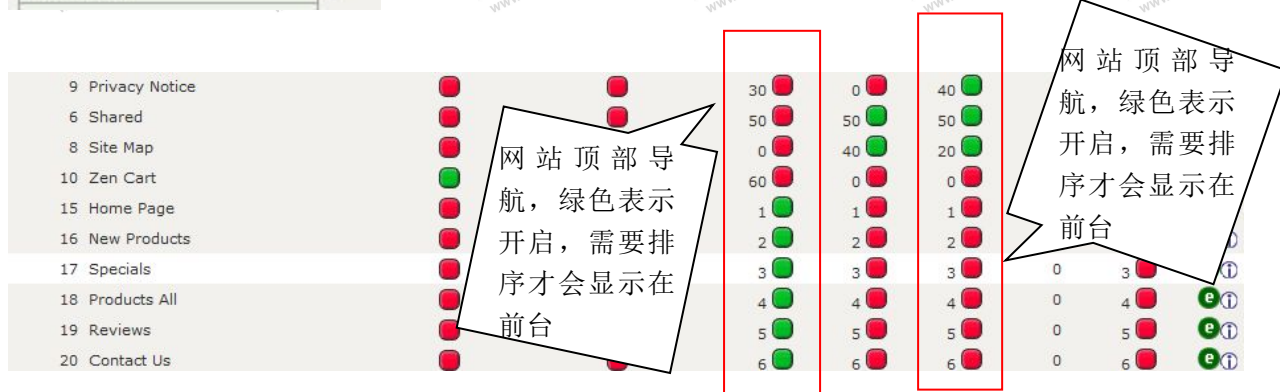 9 Privacy Notice 30 0 40
6 Shared 50 50 50
8 Site Map 0 40 20
10 Zen Cart 60 0 0
15 Home Page 1 1 1
16 New Products 2 2 2
17 Specials 3 3 3 0 3
18 Products All 4 4 4 0 4 e i
19 Reviews 5 5 5 0 5 e i
20 Contact Us 6 6 6 0 6 e i
网站顶部导
航，绿色表示
开启，需要排
序才会显示在
前台
网站顶部导
航，绿色表示
开启，需要排
序才会显示在
前台